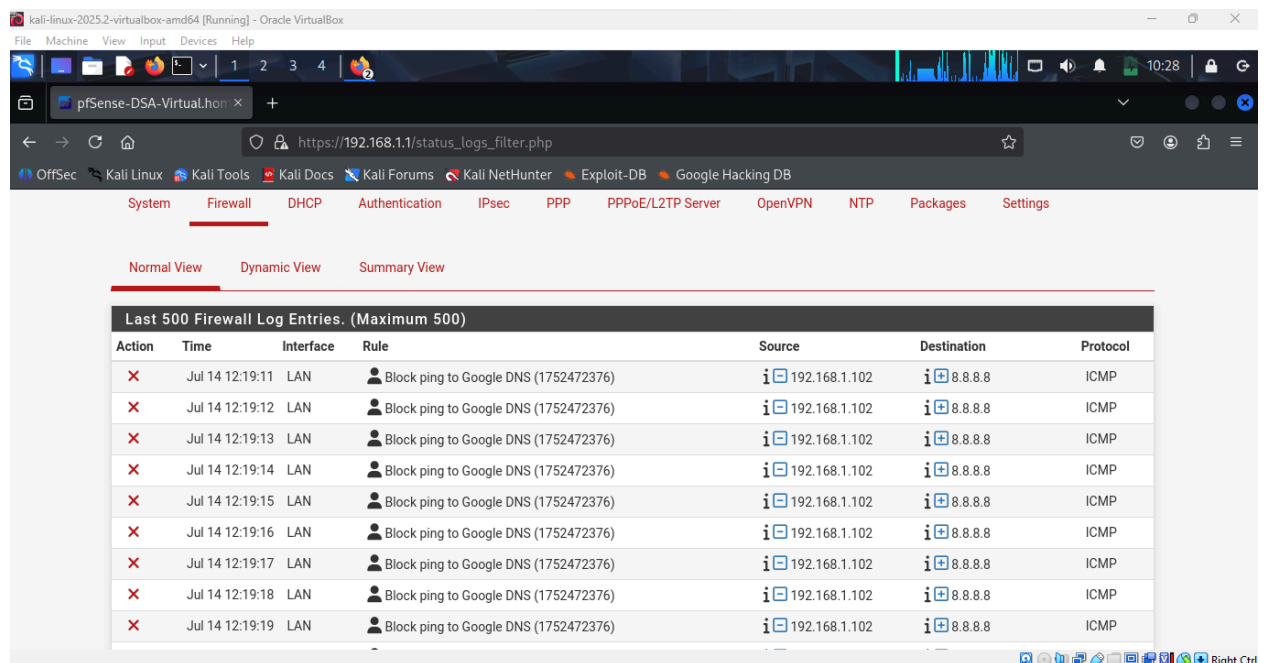 kali-linux-2025.2-virtualbox-amd64 [Running] - Oracle VirtualBox
File Machine View Input Devices Help
1 2 3 4 2 10:28
pfSense-DSA-Virtual.hom
https://192.168.1.1/status_logs_filter.php
OffSec Kali Linux Kali Tools Kali Docs Kali Forums Kali NetHunter Exploit-DB Google Hacking DB
System Firewall DHCP Authentication IPsec PPP PPPoE/L2TP Server OpenVPN NTP Packages Settings
Normal View Dynamic View Summary View
Last 500 Firewall Log Entries. (Maximum 500)
Action Time Interface Rule Source Destination Protocol
Jul 14 12:19:11 LAN Block ping to Google DNS (1752472376) 192.168.1.102 8.8.8.8 ICMP
Jul 14 12:19:12 LAN Block ping to Google DNS (1752472376) 192.168.1.102 8.8.8.8 ICMP
Jul 14 12:19:13 LAN Block ping to Google DNS (1752472376) 192.168.1.102 8.8.8.8 ICMP
Jul 14 12:19:14 LAN Block ping to Google DNS (1752472376) 192.168.1.102 8.8.8.8 ICMP
Jul 14 12:19:15 LAN Block ping to Google DNS (1752472376) 192.168.1.102 8.8.8.8 ICMP
Jul 14 12:19:16 LAN Block ping to Google DNS (1752472376) 192.168.1.102 8.8.8.8 ICMP
Jul 14 12:19:17 LAN Block ping to Google DNS (1752472376) 192.168.1.102 8.8.8.8 ICMP
Jul 14 12:19:18 LAN Block ping to Google DNS (1752472376) 192.168.1.102 8.8.8.8 ICMP
Jul 14 12:19:19 LAN Block ping to Google DNS (1752472376) 192.168.1.102 8.8.8.8 ICMP
Right Ctrl